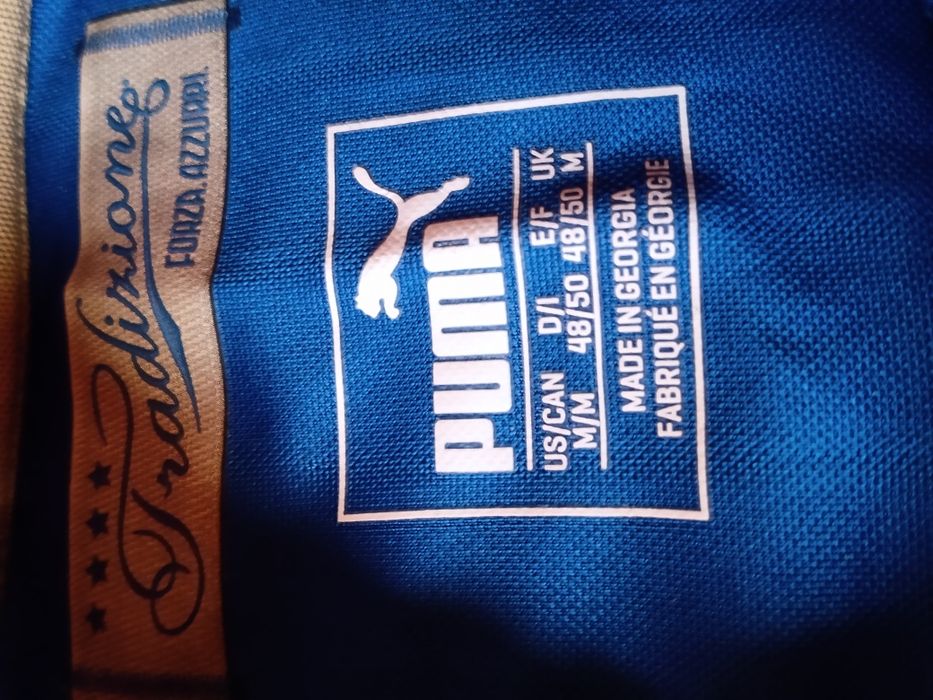 ★★★★
Tradizione
FORZA.AZZURRI.
PUMA
US/CAN D/I E/F UK
M/M 48/50 48/50 M
MADE IN GEORGIA
FABRIQUÉ EN GÉORGIE